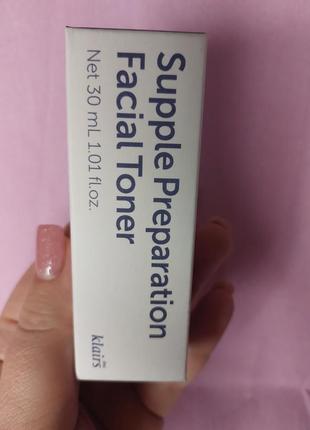 Supple Preparation
Facial Toner
Net 30 mL 1.01 fl.oz.
klairs